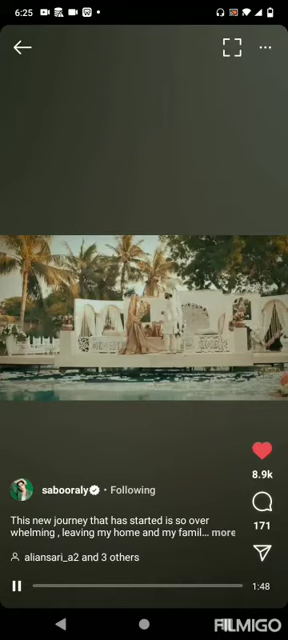 6:25
sabooraly • Following
This new journey that has started is so over
whelming , leaving my home and my famil... more
aliansari_a2 and 3 others
8.9k
171
1:48
FILMIGO